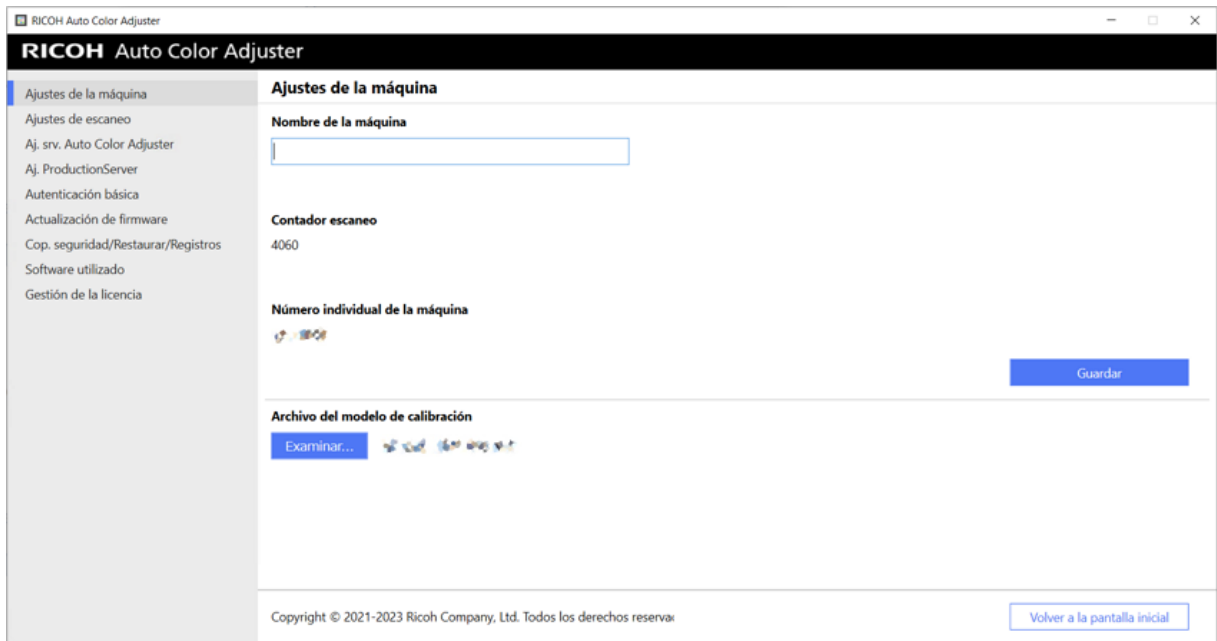 RICOH Auto Color Adjuster
RICOH Auto Color Adjuster
Ajustes de la máquina
Ajustes de escaneo
Aj. srv. Auto Color Adjuster
Aj. ProductionServer
Autenticación básica
Actualización de firmware
Cop. seguridad/Restaurar/Registros
Software utilizado
Gestión de la licencia
Ajustes de la máquina
Nombre de la máquina
Contador escaneo
4060
Número individual de la máquina
Guardar
Archivo del modelo de calibración
Examinar...
Copyright © 2021-2023 Ricoh Company, Ltd. Todos los derechos
Volver a la pantalla inicial